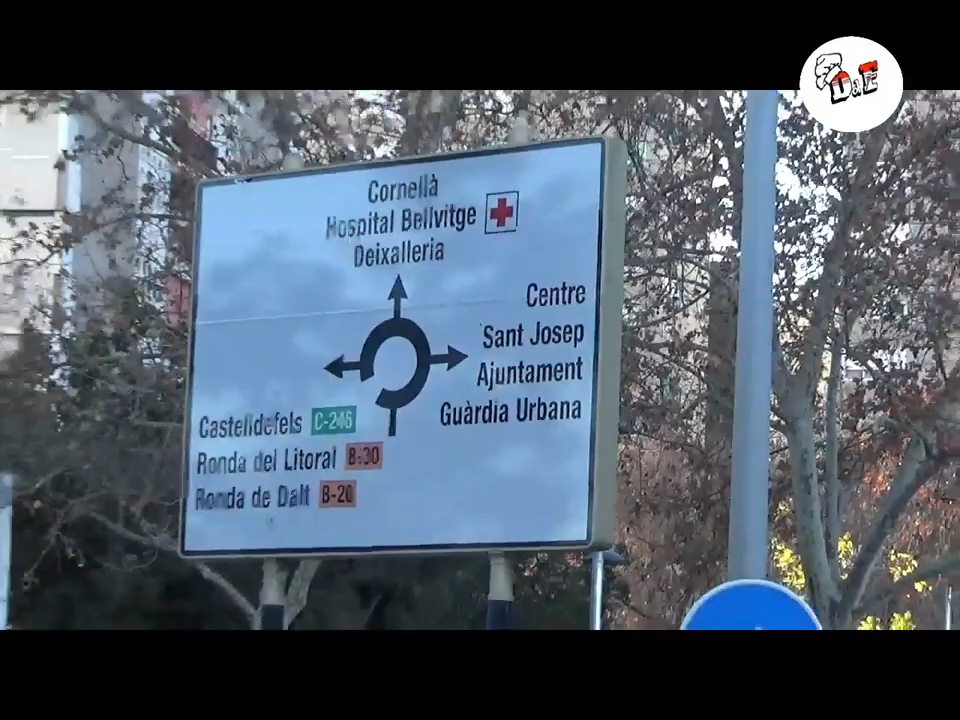 D d E
Cornellà
Hospital Bellvitge
Deixalleria
Centre
Sant Josep
Ajuntament
Guàrdia Urbana
Castelldefels C-246
Ronda del Litoral B-30
Ronda de Dalt B-20